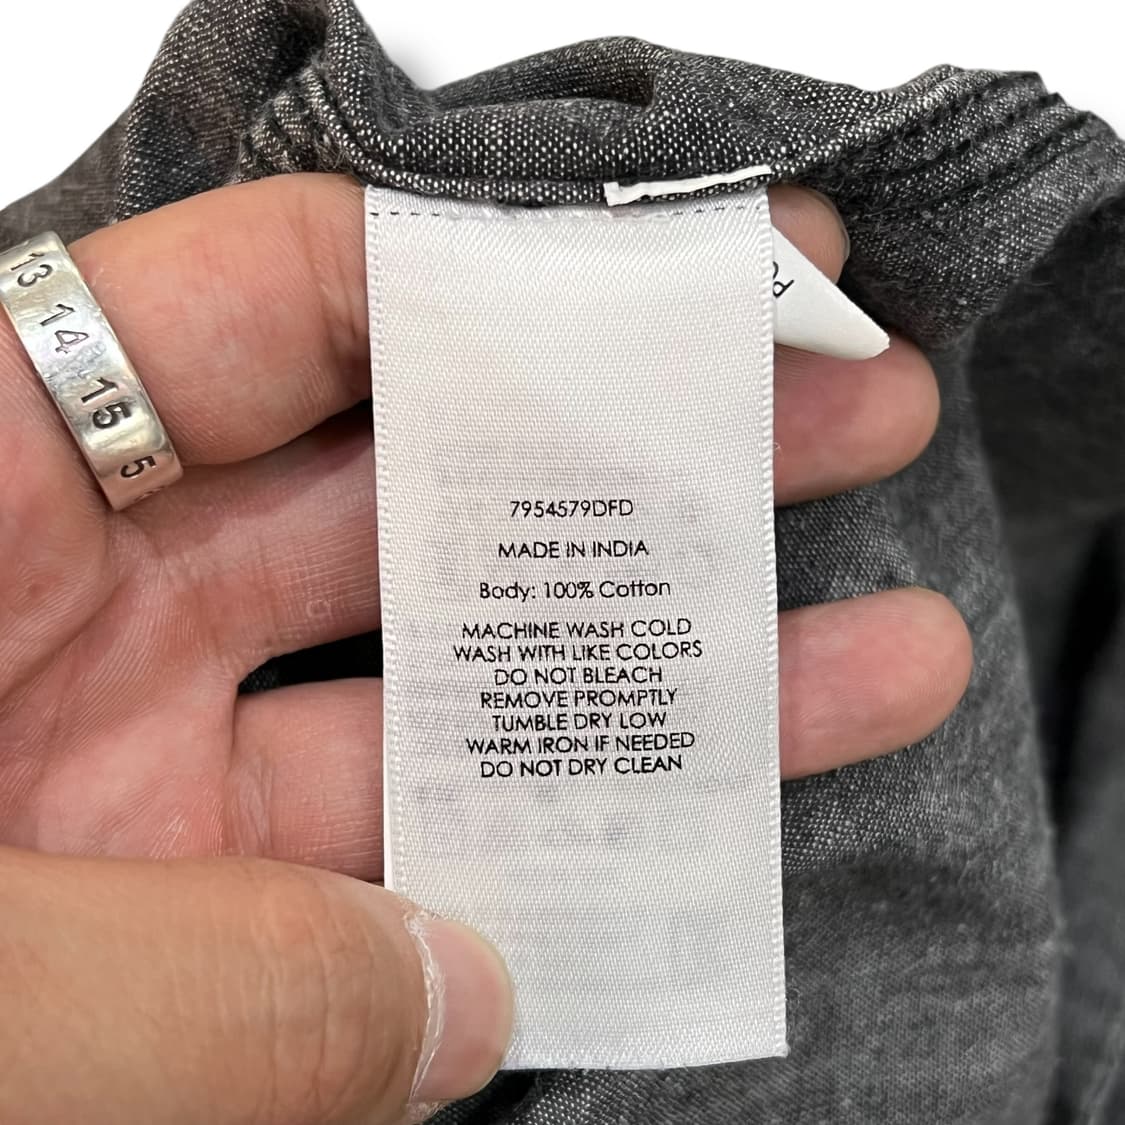 13 14 15 5
7954579DFD
MADE IN INDIA
Body: 100% Cotton
MACHINE WASH COLD
WASH WITH LIKE COLORS
DO NOT BLEACH
REMOVE PROMPTLY
TUMBLE DRY LOW
WARM IRON IF NEEDED
DO NOT DRY CLEAN